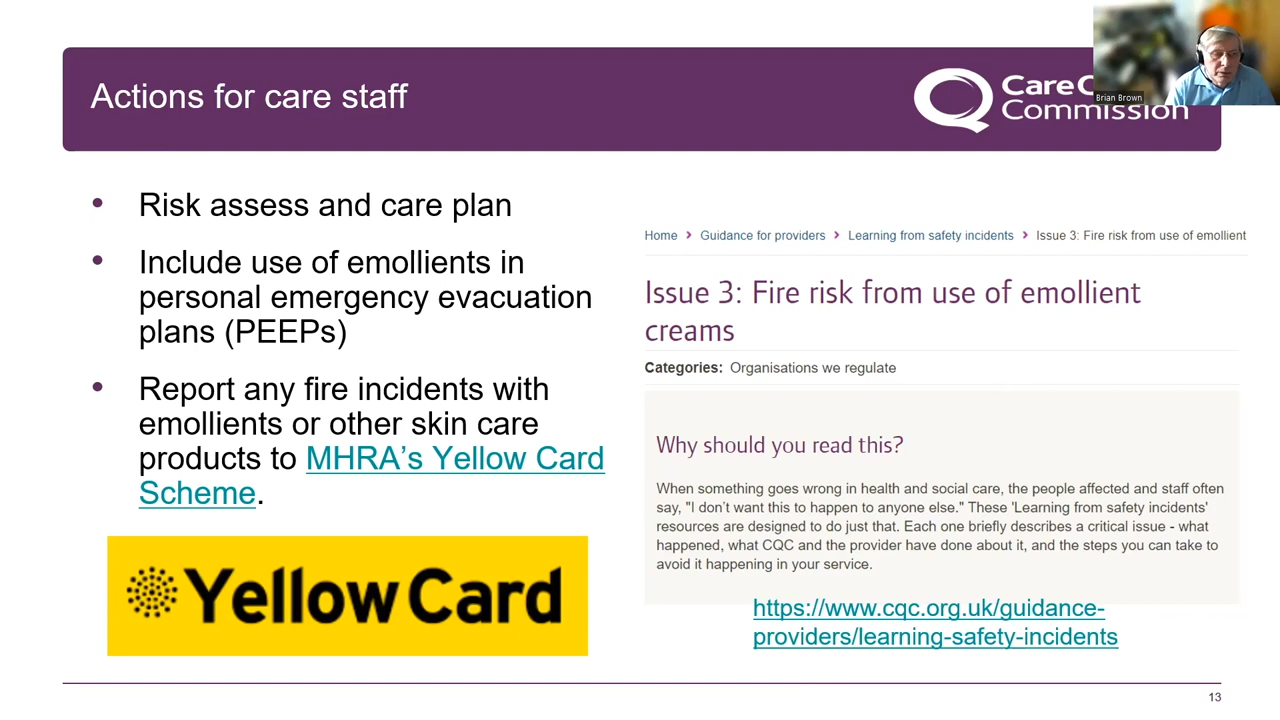 Actions for care staff
Care
Commission
Brian Brown
• Risk assess and care plan
• Include use of emollients in
personal emergency evacuation
plans (PEEPs)
• Report any fire incidents with
emollients or other skin care
products to MHRA’s Yellow Card
Scheme.
Yellow Card
Home > Guidance for providers > Learning from safety incidents > Issue 3: Fire risk from use of emollient
Issue 3: Fire risk from use of emollient
creams
Categories: Organisations we regulate
Why should you read this?
When something goes wrong in health and social care, the people affected and staff often
say, "I don’t want this to happen to anyone else." These 'Learning from safety incidents'
resources are designed to do just that. Each one briefly describes a critical issue - what
happened, what CQC and the provider have done about it, and the steps you can take to
avoid it happening in your service.
https://www.cqc.org.uk/guidance-
providers/learning-safety-incidents
13